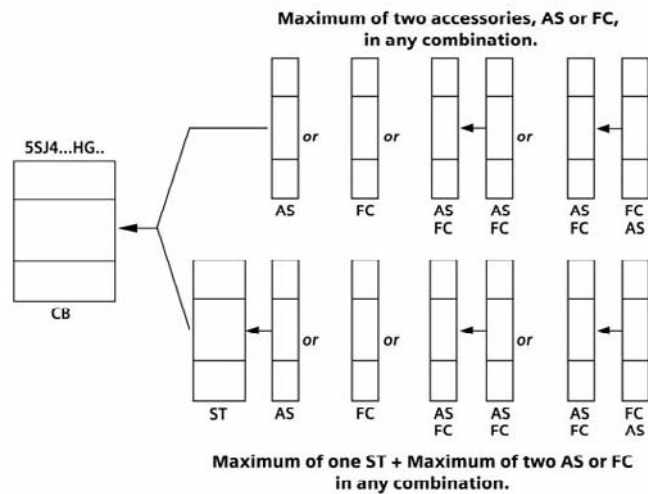 Maximum of two accessories, AS or FC,
in any combination.
5SJ4...HG..
or
or
or
AS
FC
AS
FC
AS
FC
AS
FC
FC
AS
CB
or
or
or
ST
AS
FC
AS
FC
AS
FC
AS
FC
FC
AS
Maximum of one ST + Maximum of two AS or FC
in any combination.